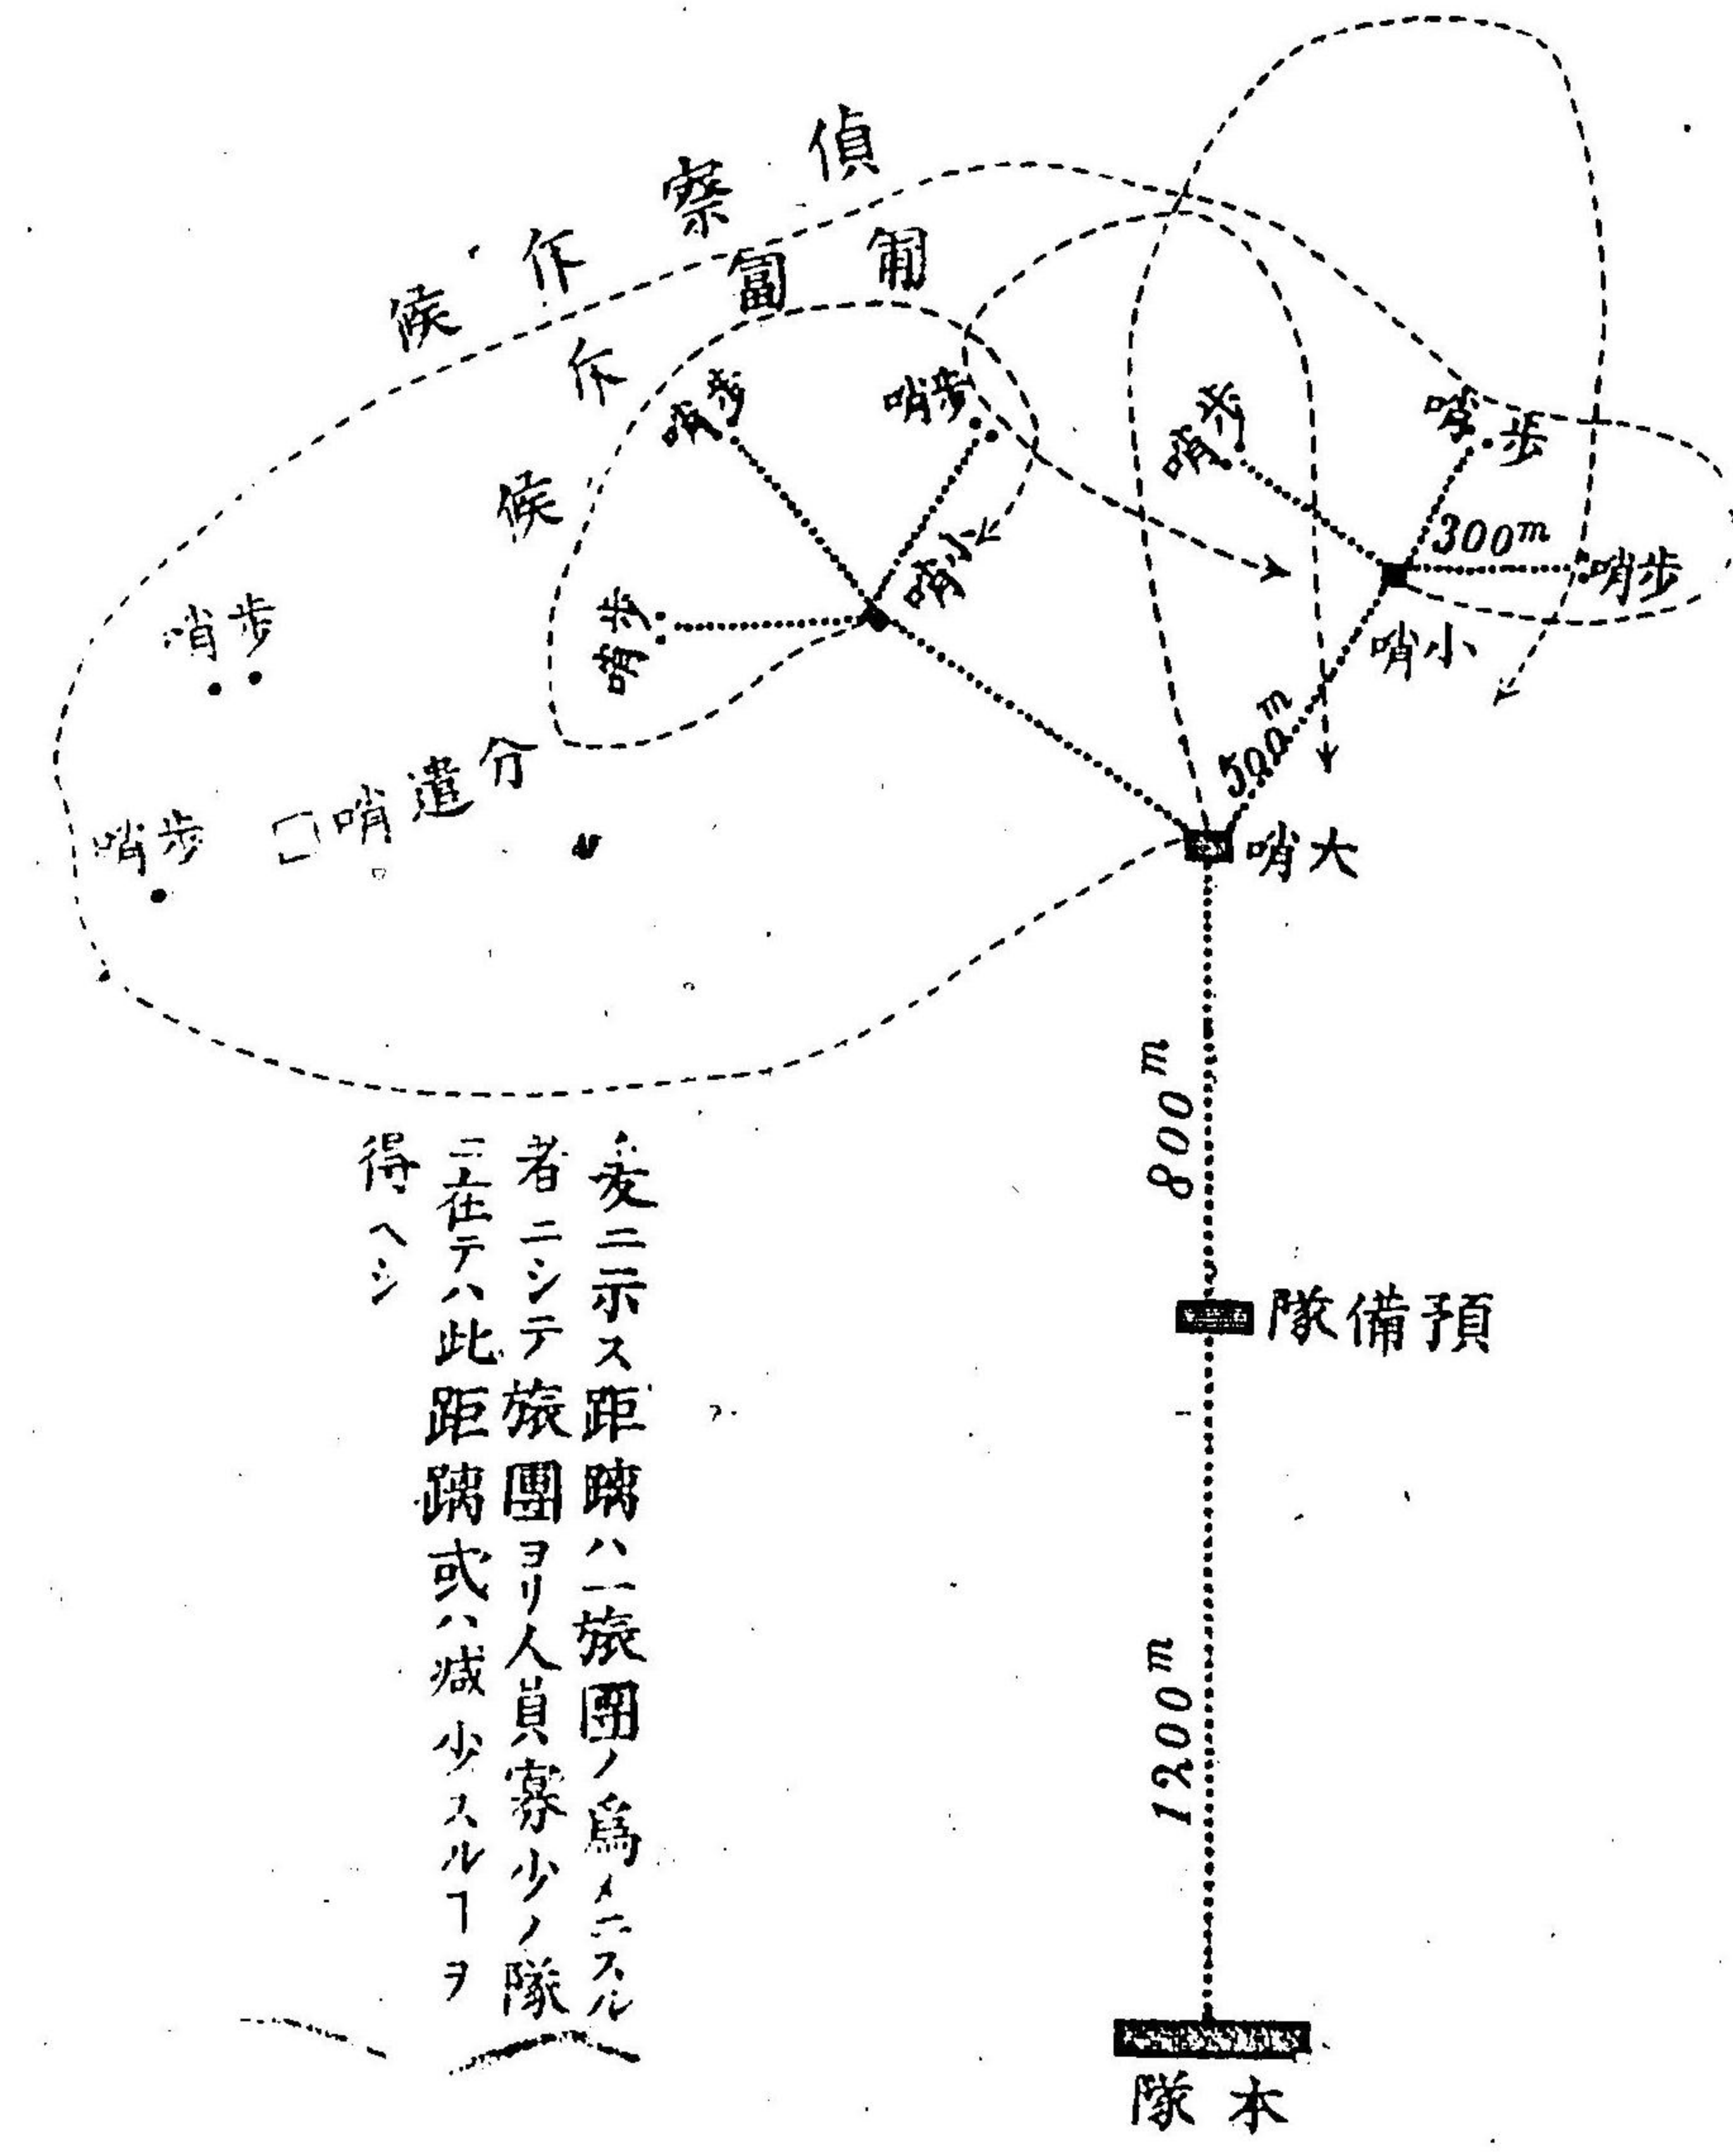 偵察斥候
匍匐斥候
步哨
步哨
步哨
步哨
步哨
300m
步哨
小哨
步哨
小哨
步哨
500m
分遣哨
步哨
大哨
800m
預備隊
1200m
本隊
爰ニ示ス距離ハ一旅團ノ爲メニスル
者ニシテ旅團ヨリ人員寡少ノ隊
ニ在テハ此距離或ハ減少スルヿヲ
得ヘシ